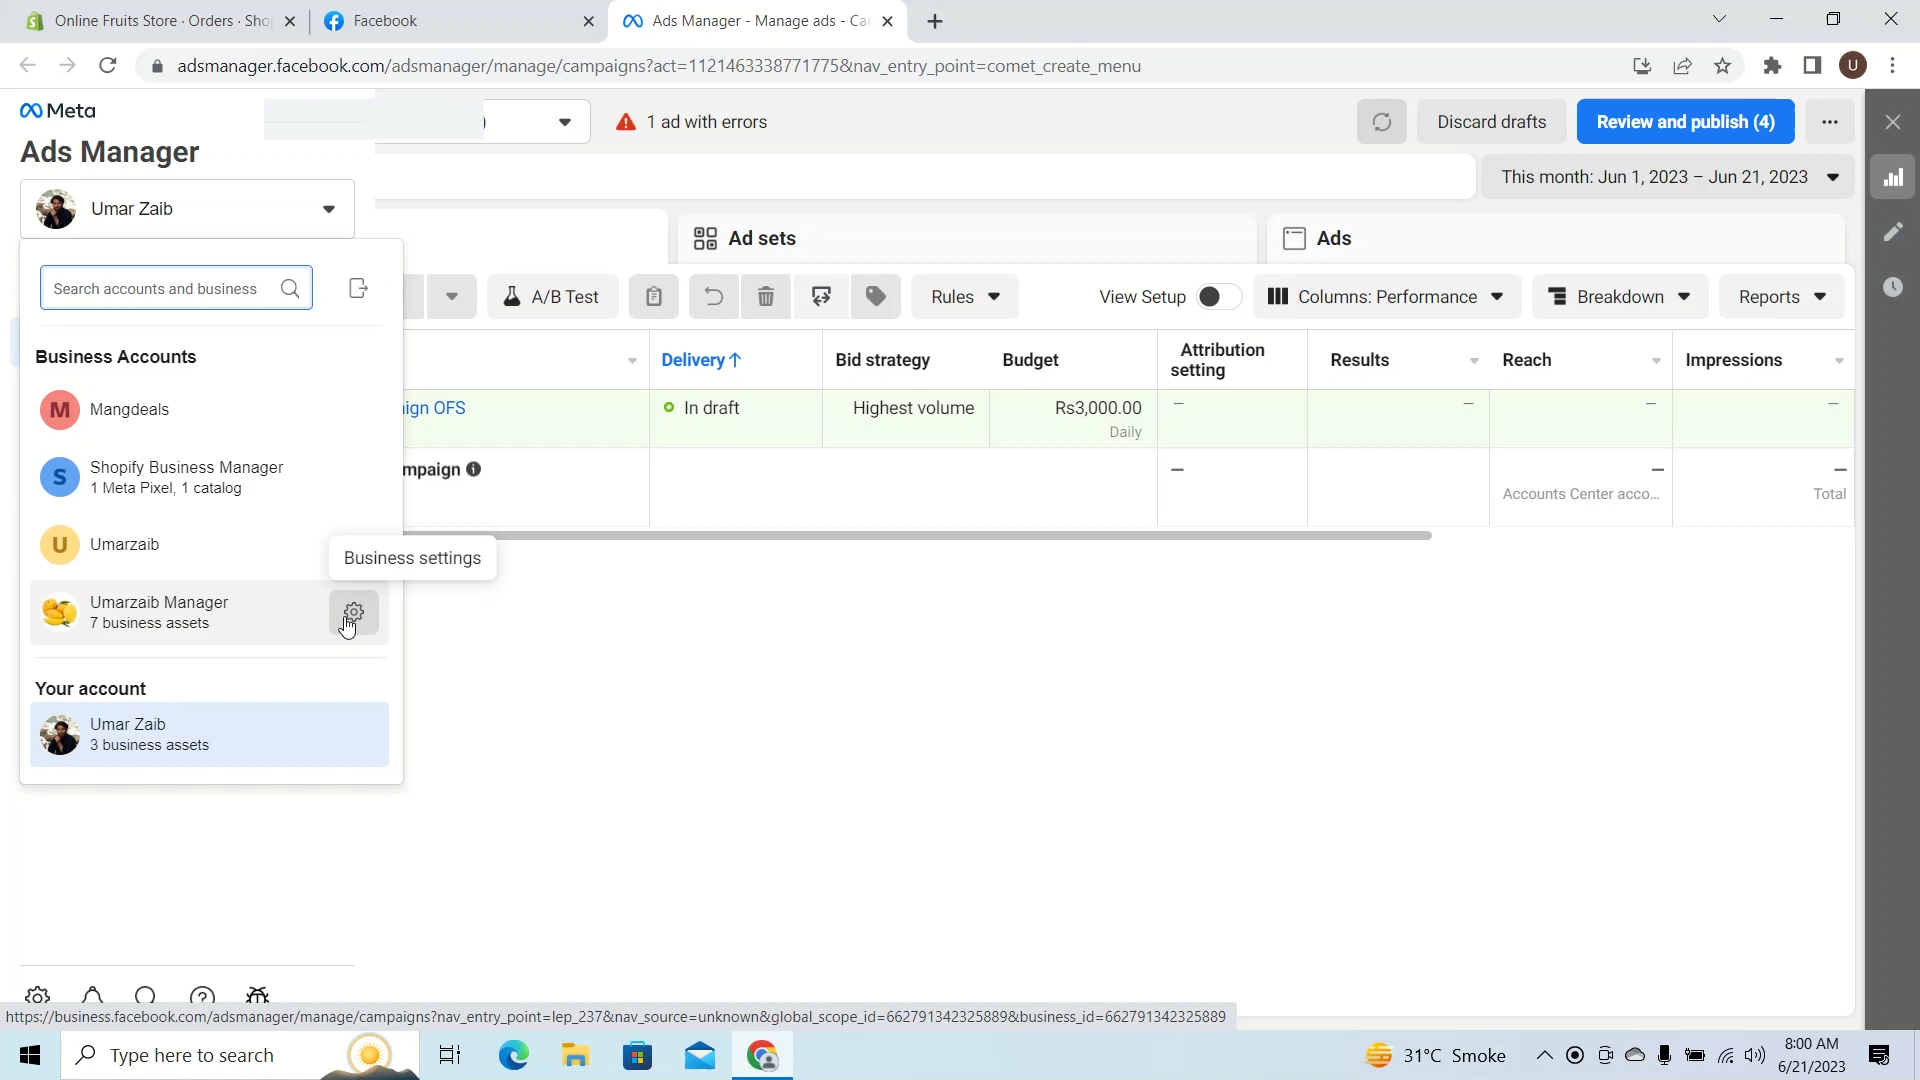 Online Fruits Store · Orders · Sho
Facebook
Ads Manager - Manage ads - Ca
adsmanager.facebook.com/adsmanager/manage/campaigns?act=1121463338771775&nav_entry_point=comet_create_menu
U
Meta
)
1 ad with errors
Discard drafts
Review and publish (4)
Ads Manager
This month: Jun 1, 2023 – Jun 21, 2023
Umar Zaib
Ad sets
Ads
Search accounts and business
A/B Test
Rules
View Setup
Columns: Performance
Breakdown
Reports
Business Accounts
Delivery↑
Bid strategy
Budget
Attribution
setting
Results
Reach
Impressions
M
Mangdeals
ign OFS
In draft
Highest volume
Rs3,000.00
Daily
—
—
—
—
S
Shopify Business Manager
1 Meta Pixel, 1 catalog
mpaign
—
—
Accounts Center acco...
—
Total
U
Umarzaib
Business settings
Umarzaib Manager
7 business assets
Your account
Umar Zaib
3 business assets
https://business.facebook.com/adsmanager/manage/campaigns?nav_entry_point=lep_237&nav_source=unknown&global_scope_id=662791342325889&business_id=662791342325889
Type here to search
31°C Smoke
8:00 AM
6/21/2023